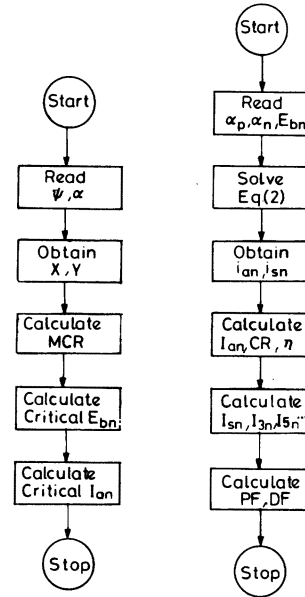 Start
Read
ψ,α
Obtain
X,Y
Calculate
MCR
Calculate
Critical Ebn
Calculate
Critical Ian
Stop
Start
Read
αp,αn,Ebn
Solve
Eq(2)
Obtain
ian,isn
Calculate
Ian,CR,η
Calculate
Isn,I3n,I5n...
Calculate
PF,DF
Stop